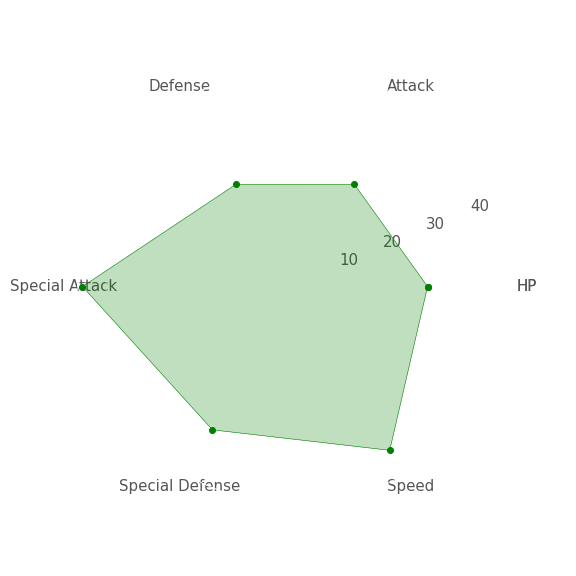 Defense
Attack
40
30
20
10
Special Attack
HP
Special Defense
Speed